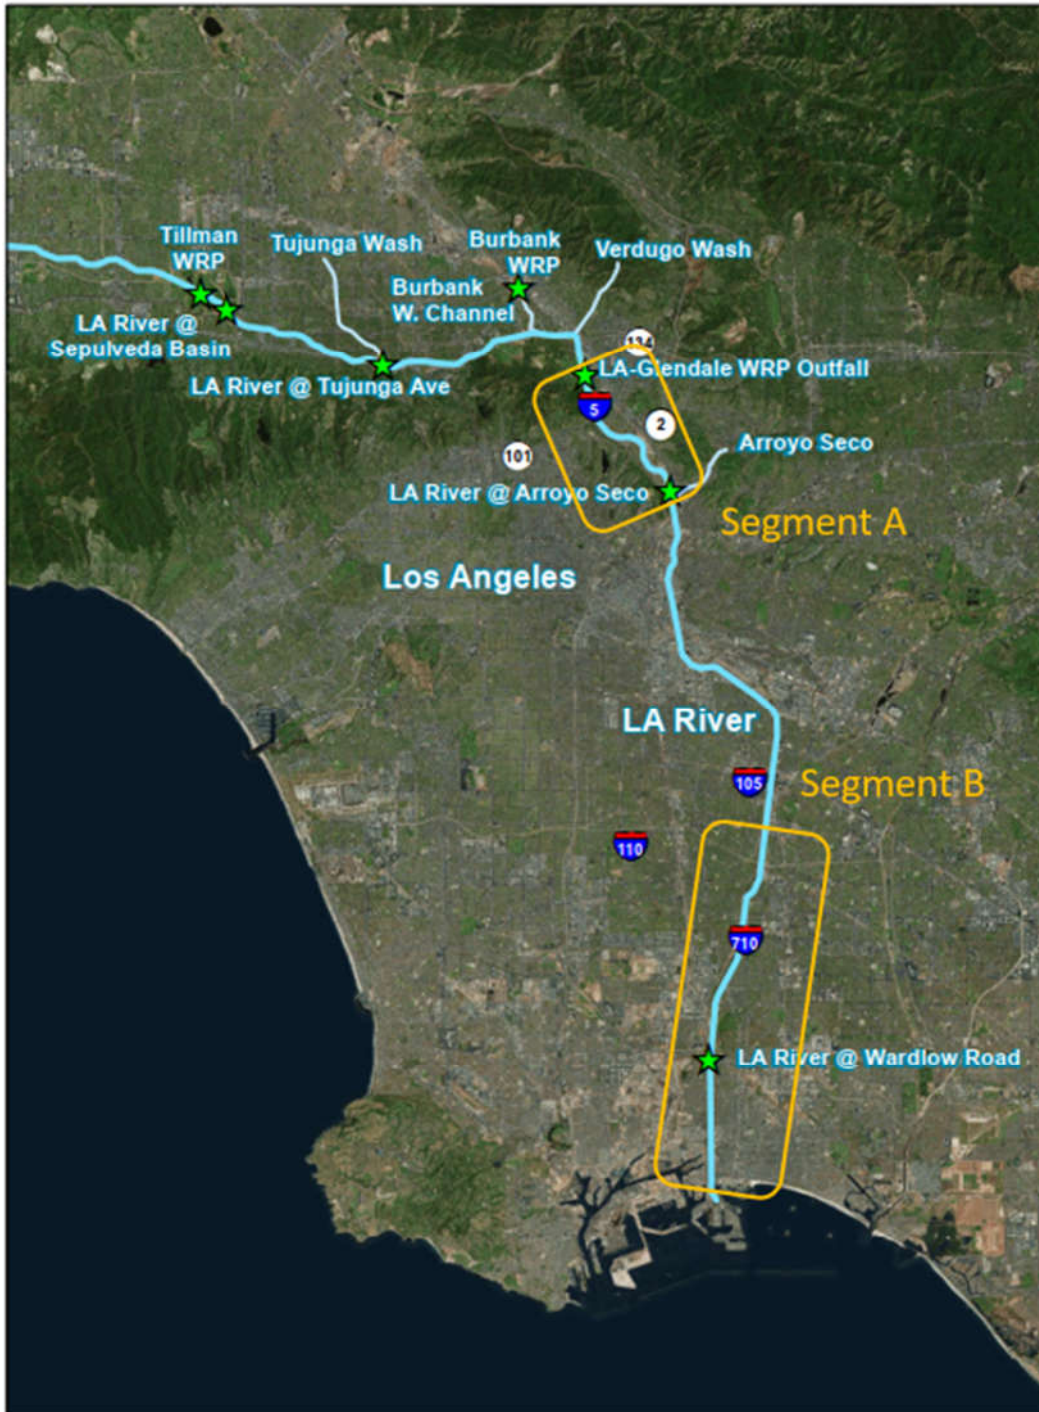 Tillman
WRP
Tujunga Wash
Burbank
WRP
Verdugo Wash
Burbank
W. Channel
LA River @
Sepulveda Basin
LA River @ Tujunga Ave
134
LA-Glendale WRP Outfall
5
2
101
Arroyo Seco
LA River @ Arroyo Seco
Segment A
Los Angeles
LA River
105
Segment B
110
710
LA River @ Wardlow Road